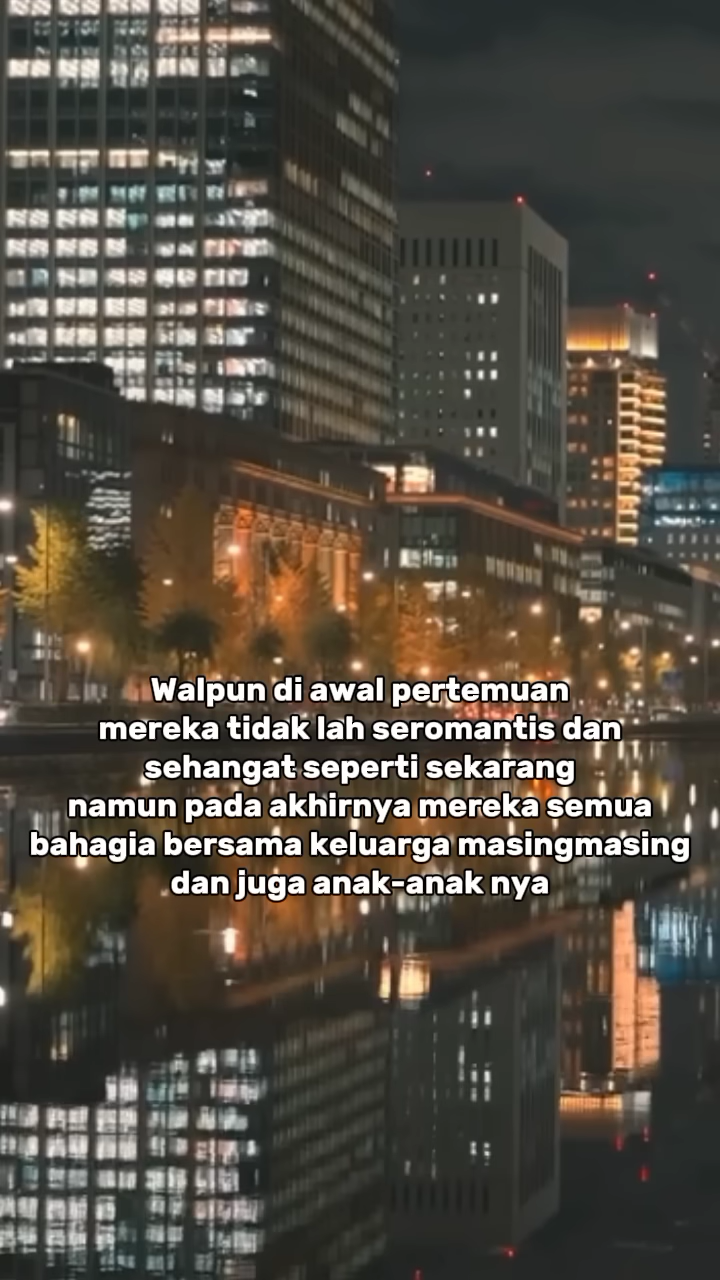 Walpun di awal pertemuan
mereka tidak lah seromantis dan
sehangat seperti sekarang
namun pada akhirnya mereka semua
bahagia bersama keluarga masingmasing
dan juga anak-anak nya